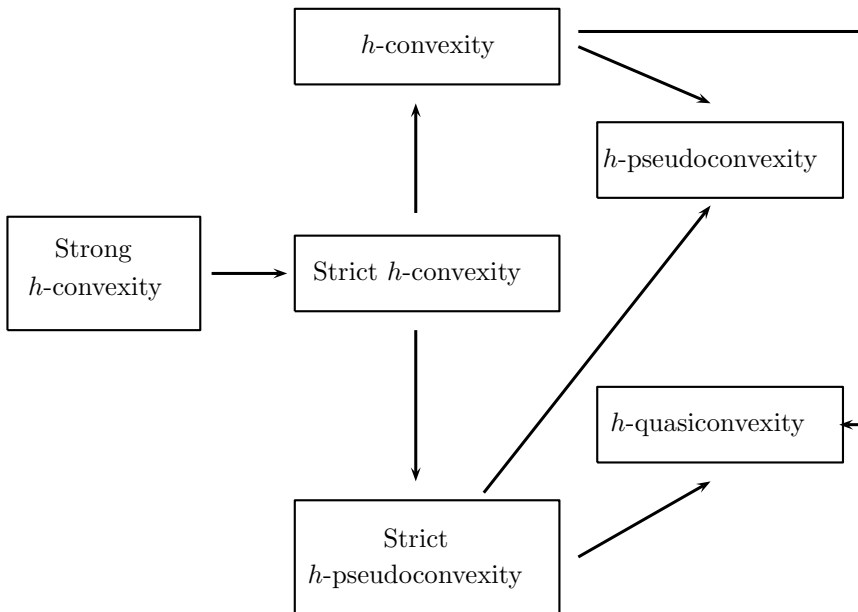 h-convexity
h-pseudoconvexity
Strong
h-convexity
Strict h-convexity
h-quasiconvexity
Strict
h-pseudoconvexity